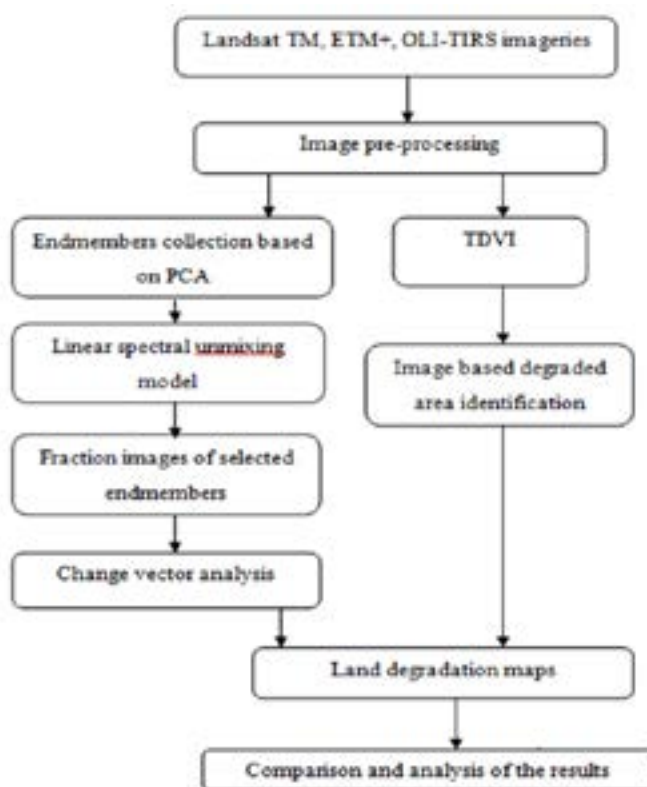 Landsat TM, ETM+, OLI-TIRS imageries
Image pre-processing
Endmembers collection based
on PCA
TDVI
Linear spectral unmixing
model
Image based degraded
area identification
Fraction images of selected
endmembers
Change vector analysis
Land degradation maps
Comparison and analysis of the results